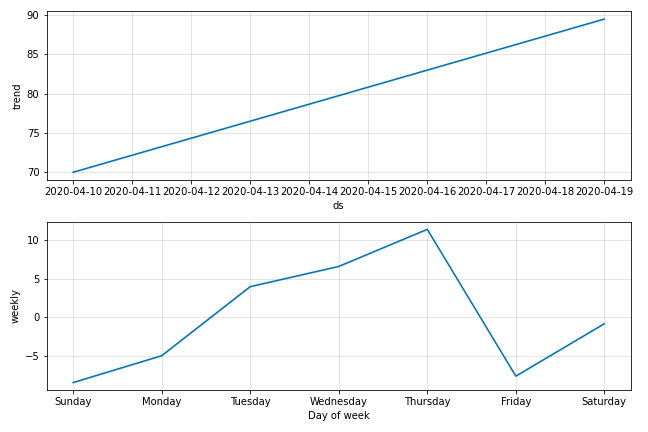 90
85
80
75
70
trend
2020-04-10 2020-04-11 2020-04-12 2020-04-13 2020-04-14 2020-04-15 2020-04-16 2020-04-17 2020-04-18 2020-04-19
ds
10
5
0
−5
weekly
Sunday Monday Tuesday Wednesday Thursday Friday Saturday
Day of week